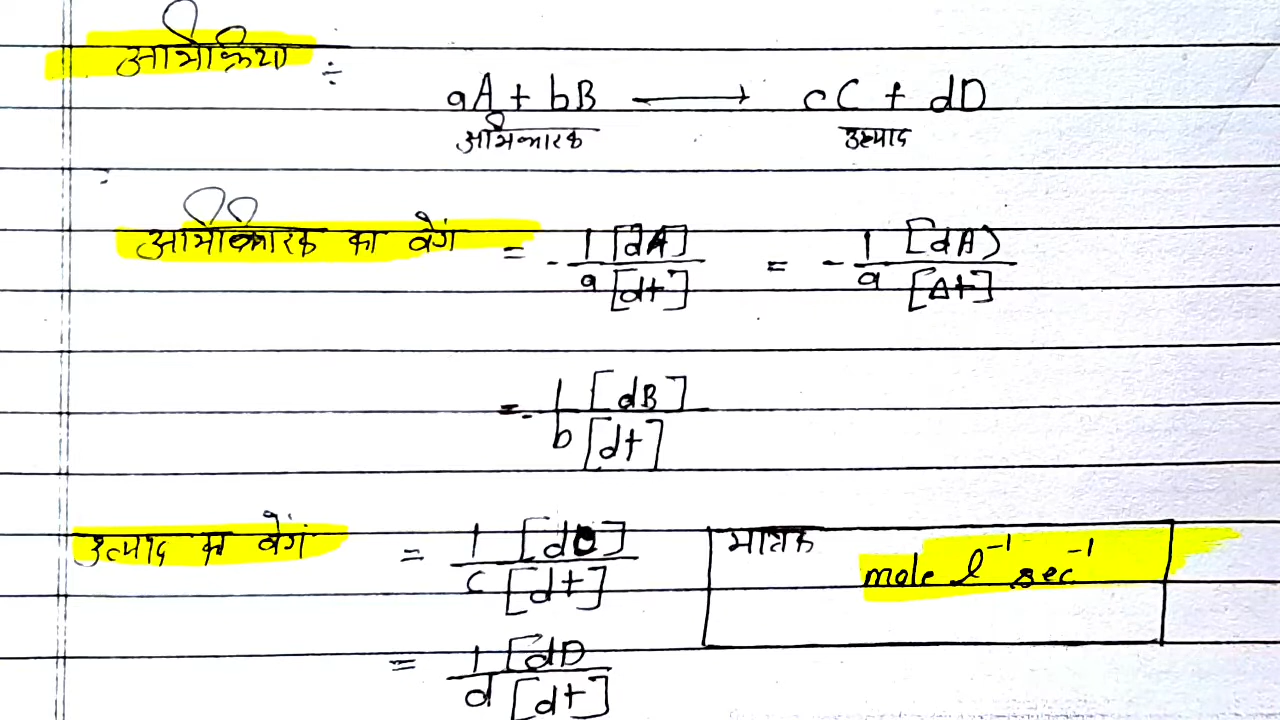 अभिक्रिया ÷
aA + bB ⟶ cC + dD
अभिकारक उत्पाद
अभिकारक का वेगं = - 1/a [dA]/[dt] = - 1/a [dA)/[Δt]
= - 1/b [dB]/[dt]
उत्पाद का वेगं = 1/c [dC]/[dt]
मात्रक mole l⁻¹ sec⁻¹
= 1/d [dD/[dt]